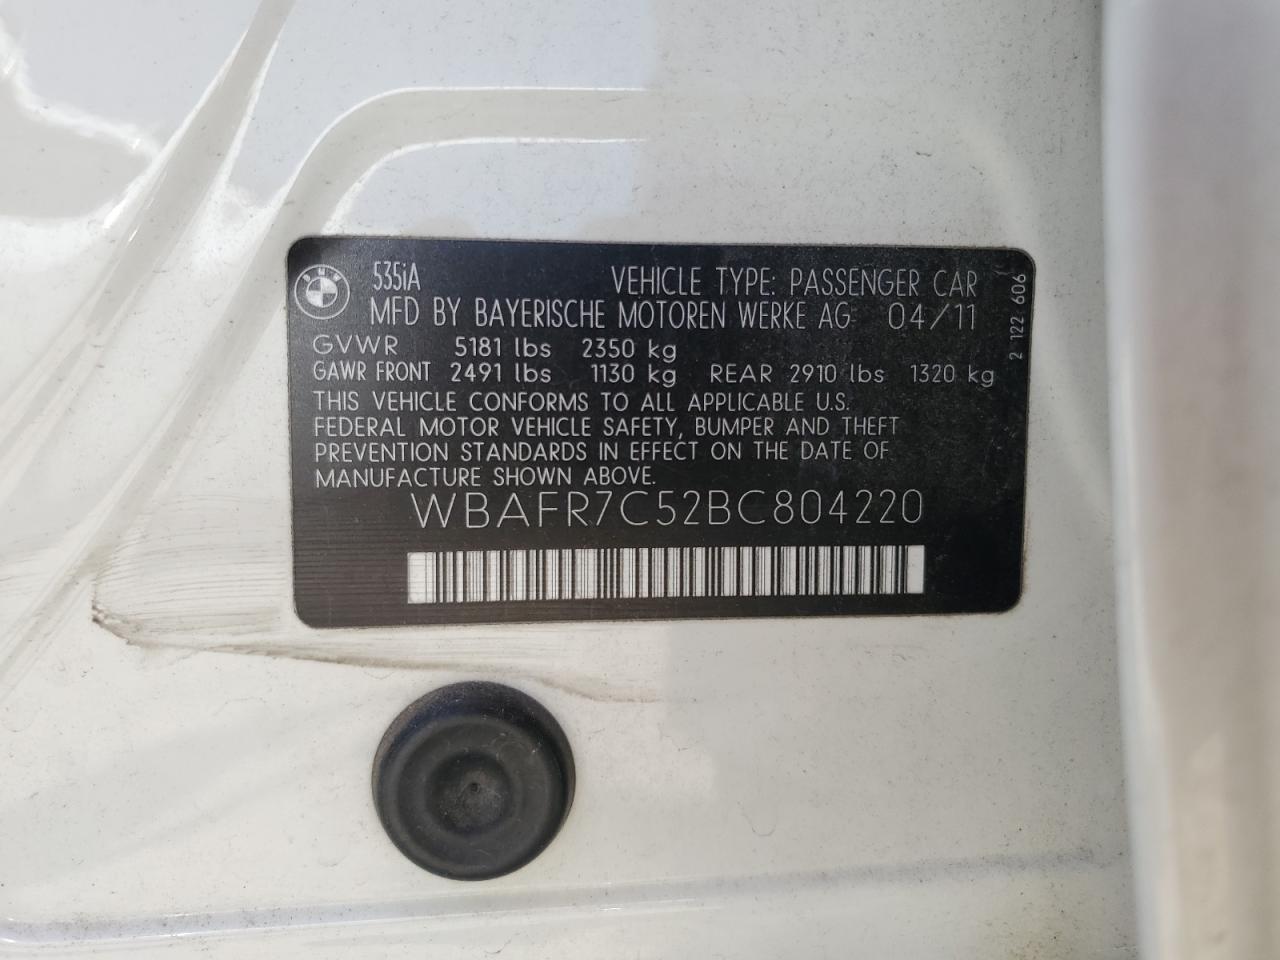 BMW
535iA VEHICLE TYPE: PASSENGER CAR
MFD BY BAYERISCHE MOTOREN WERKE AG 04/11
GVWR 5181 lbs 2350 kg
GAWR FRONT 2491 lbs 1130 kg REAR 2910 lbs 1320 kg
THIS VEHICLE CONFORMS TO ALL APPLICABLE U.S.
FEDERAL MOTOR VEHICLE SAFETY, BUMPER AND THEFT
PREVENTION STANDARDS IN EFFECT ON THE DATE OF
MANUFACTURE SHOWN ABOVE.
WBAFR7C52BC804220
2 122 606